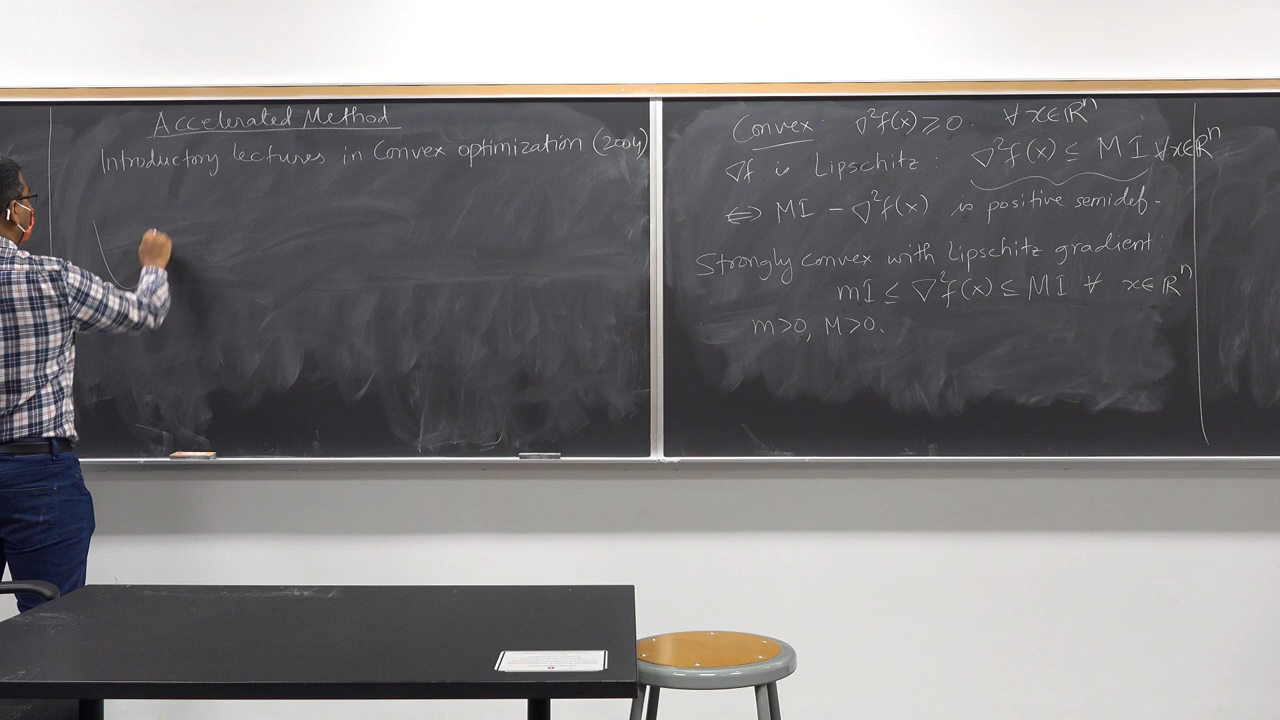 Accelerated Method
Introductory lectures in Convex optimization (2004)
Convex: ∇²f(x) ≥ 0. ∀ x∈ℝⁿ
∇f is Lipschitz: ∇²f(x) ≤ MI ∀x∈ℝⁿ
⇔ MI - ∇²f(x) is positive semidef.
Strongly convex with Lipschitz gradient:
mI ≤ ∇²f(x) ≤ MI ∀ x∈ℝⁿ
m>0, M>0.